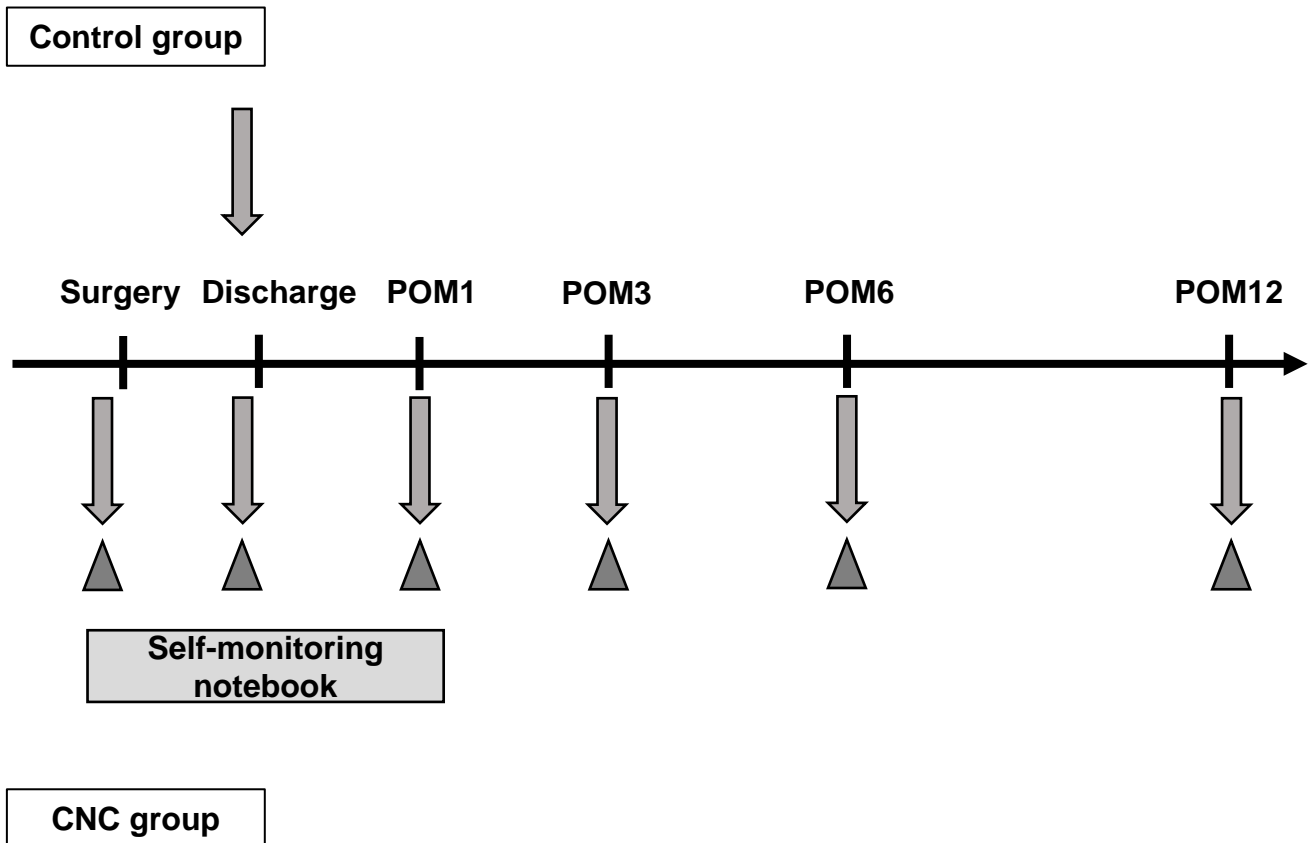 Control group
Surgery Discharge POM1 POM3 POM6 POM12
Self-monitoring
notebook
CNC group